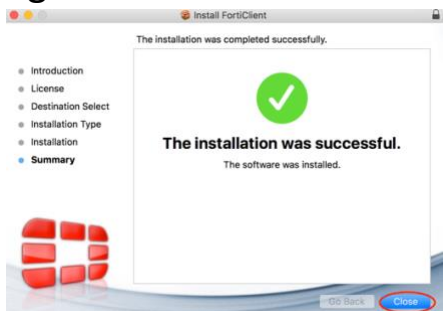 Install FortiClient
The installation was completed successfully.
Introduction
License
Destination Select
Installation Type
Installation
Summary
The installation was successful.
The software was installed.
Go Back
Close